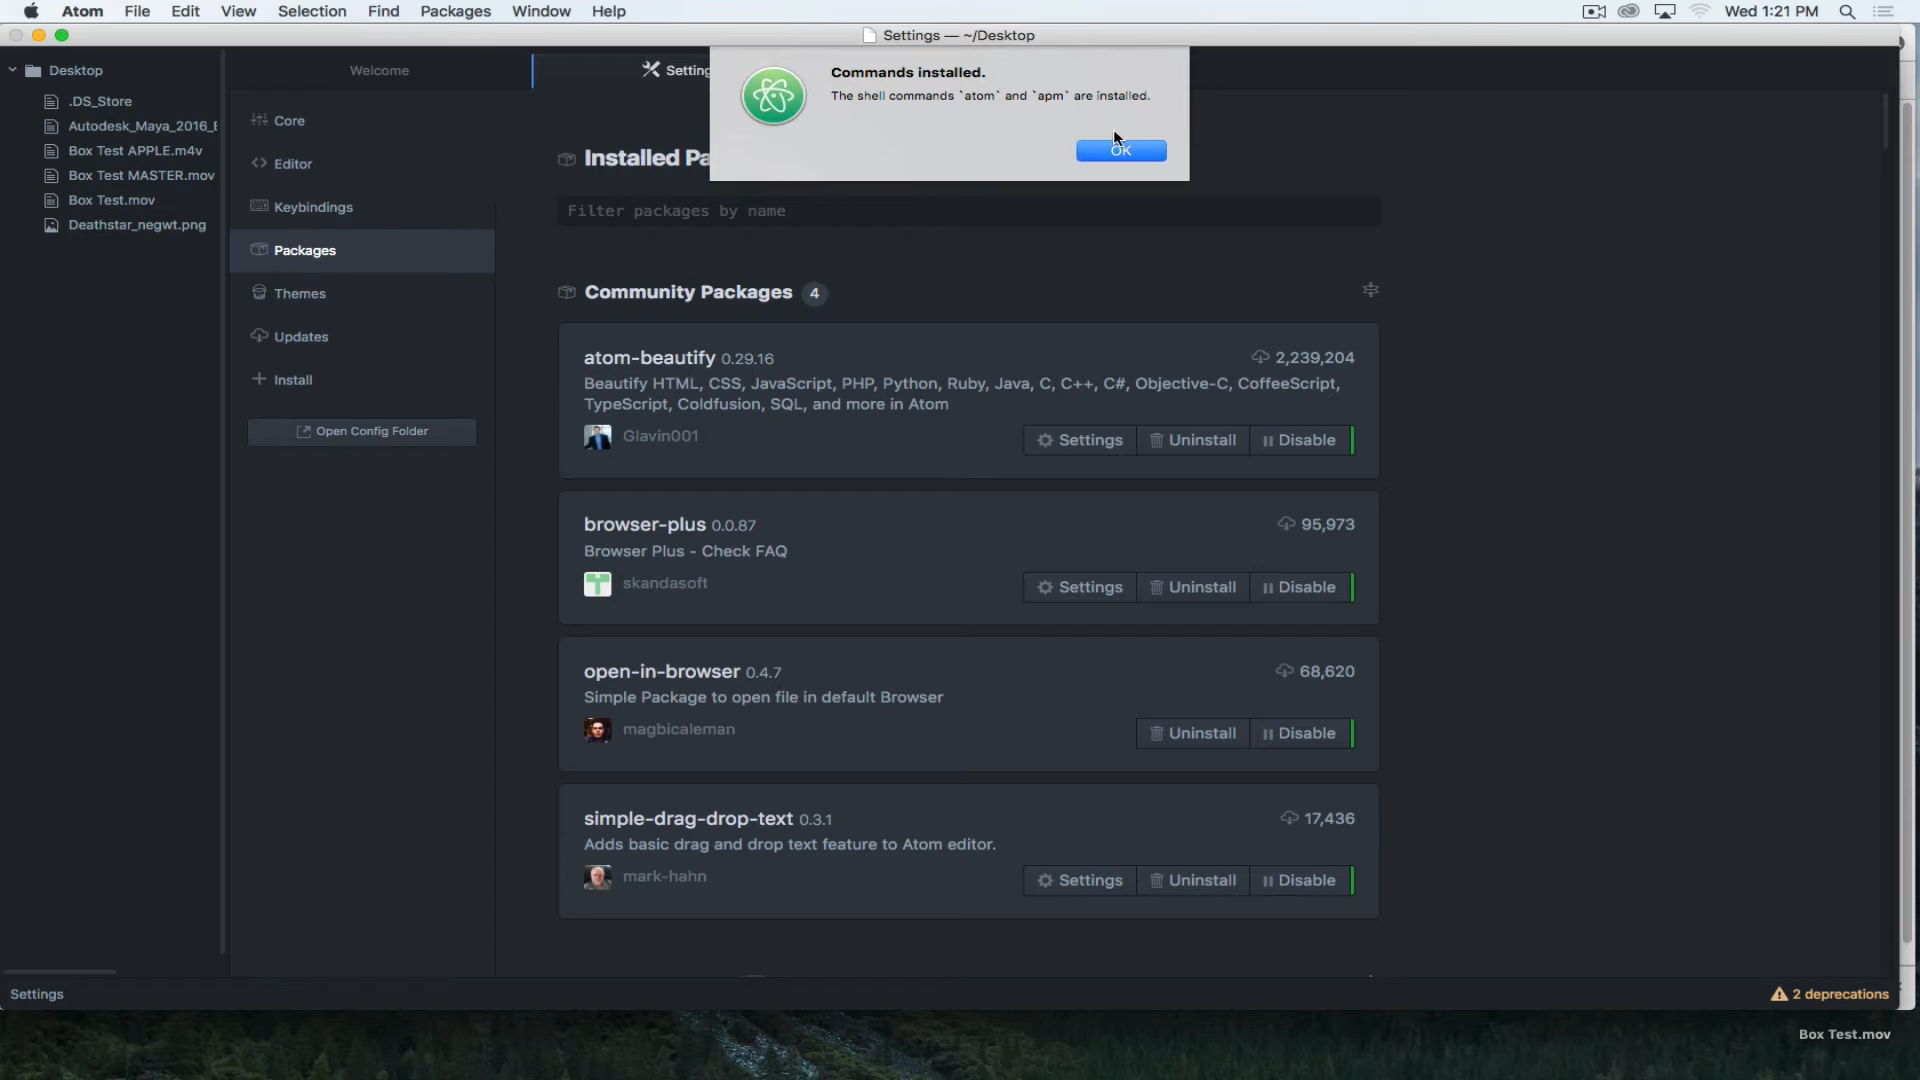 Atom File Edit View Selection Find Packages Window Help
Wed 1:21 PM
Settings — ~/Desktop
Desktop
.DS_Store
Autodesk_Maya_2016_E
Box Test APPLE.m4v
Box Test MASTER.mov
Box Test.mov
Deathstar_negwt.png
Welcome
Setting
Commands installed.
The shell commands `atom` and `apm` are installed.
OK
Core
Editor
Keybindings
Packages
Themes
Updates
Install
Open Config Folder
Installed Pa
Filter packages by name
Community Packages 4
atom-beautify 0.29.16
2,239,204
Beautify HTML, CSS, JavaScript, PHP, Python, Ruby, Java, C, C++, C#, Objective-C, CoffeeScript,
TypeScript, Coldfusion, SQL, and more in Atom
Glavin001
Settings Uninstall Disable
browser-plus 0.0.87
95,973
Browser Plus - Check FAQ
skandasoft
Settings Uninstall Disable
open-in-browser 0.4.7
68,620
Simple Package to open file in default Browser
magbicaleman
Uninstall Disable
simple-drag-drop-text 0.3.1
17,436
Adds basic drag and drop text feature to Atom editor.
mark-hahn
Settings Uninstall Disable
Settings
2 deprecations
Box Test.mov